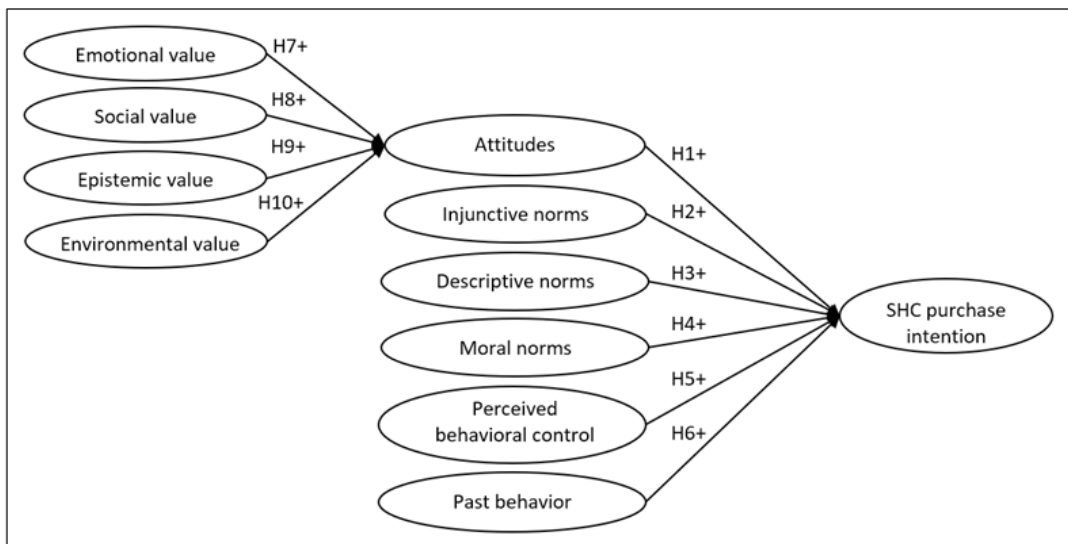 Emotional value
H7+
Social value
H8+
Epistemic value
H9+
Environmental value
H10+
Attitudes
H1+
Injunctive norms
H2+
Descriptive norms
H3+
Moral norms
H4+
Perceived
behavioral control
H5+
Past behavior
H6+
SHC purchase
intention